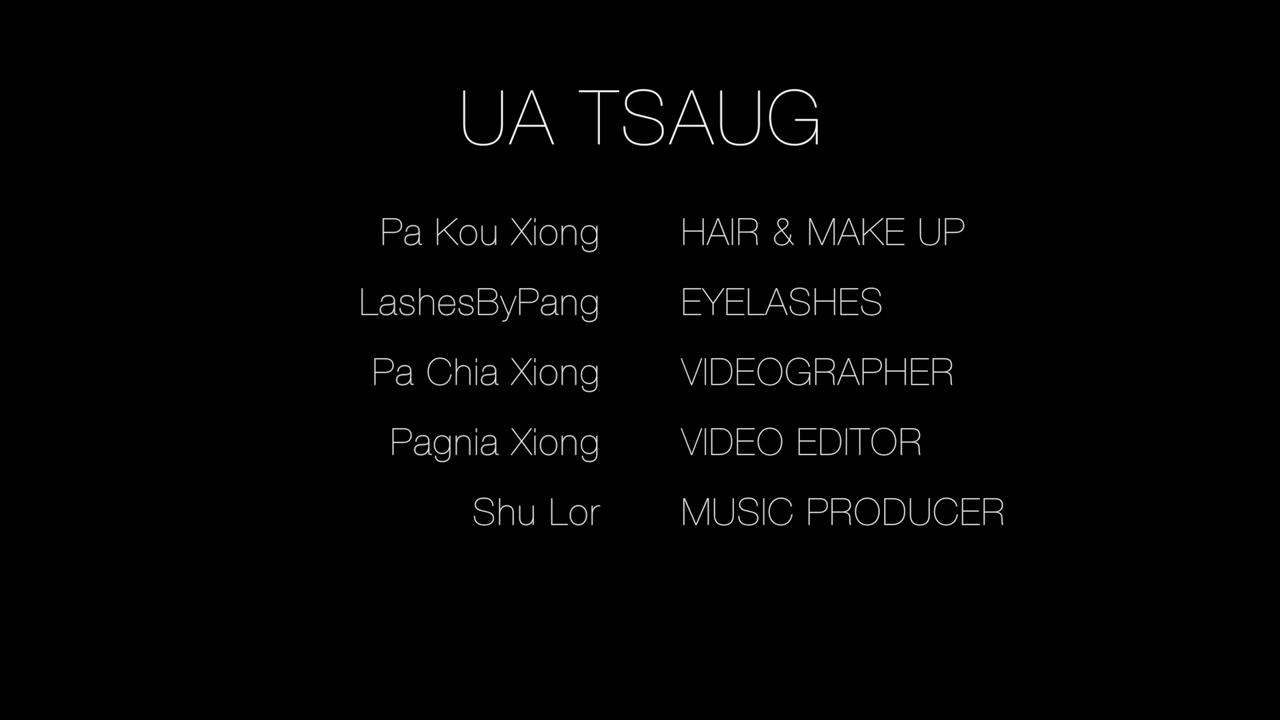 UA TSAUG
Pa Kou Xiong HAIR & MAKE UP
LashesByPang EYELASHES
Pa Chia Xiong VIDEOGRAPHER
Pagnia Xiong VIDEO EDITOR
Shu Lor MUSIC PRODUCER